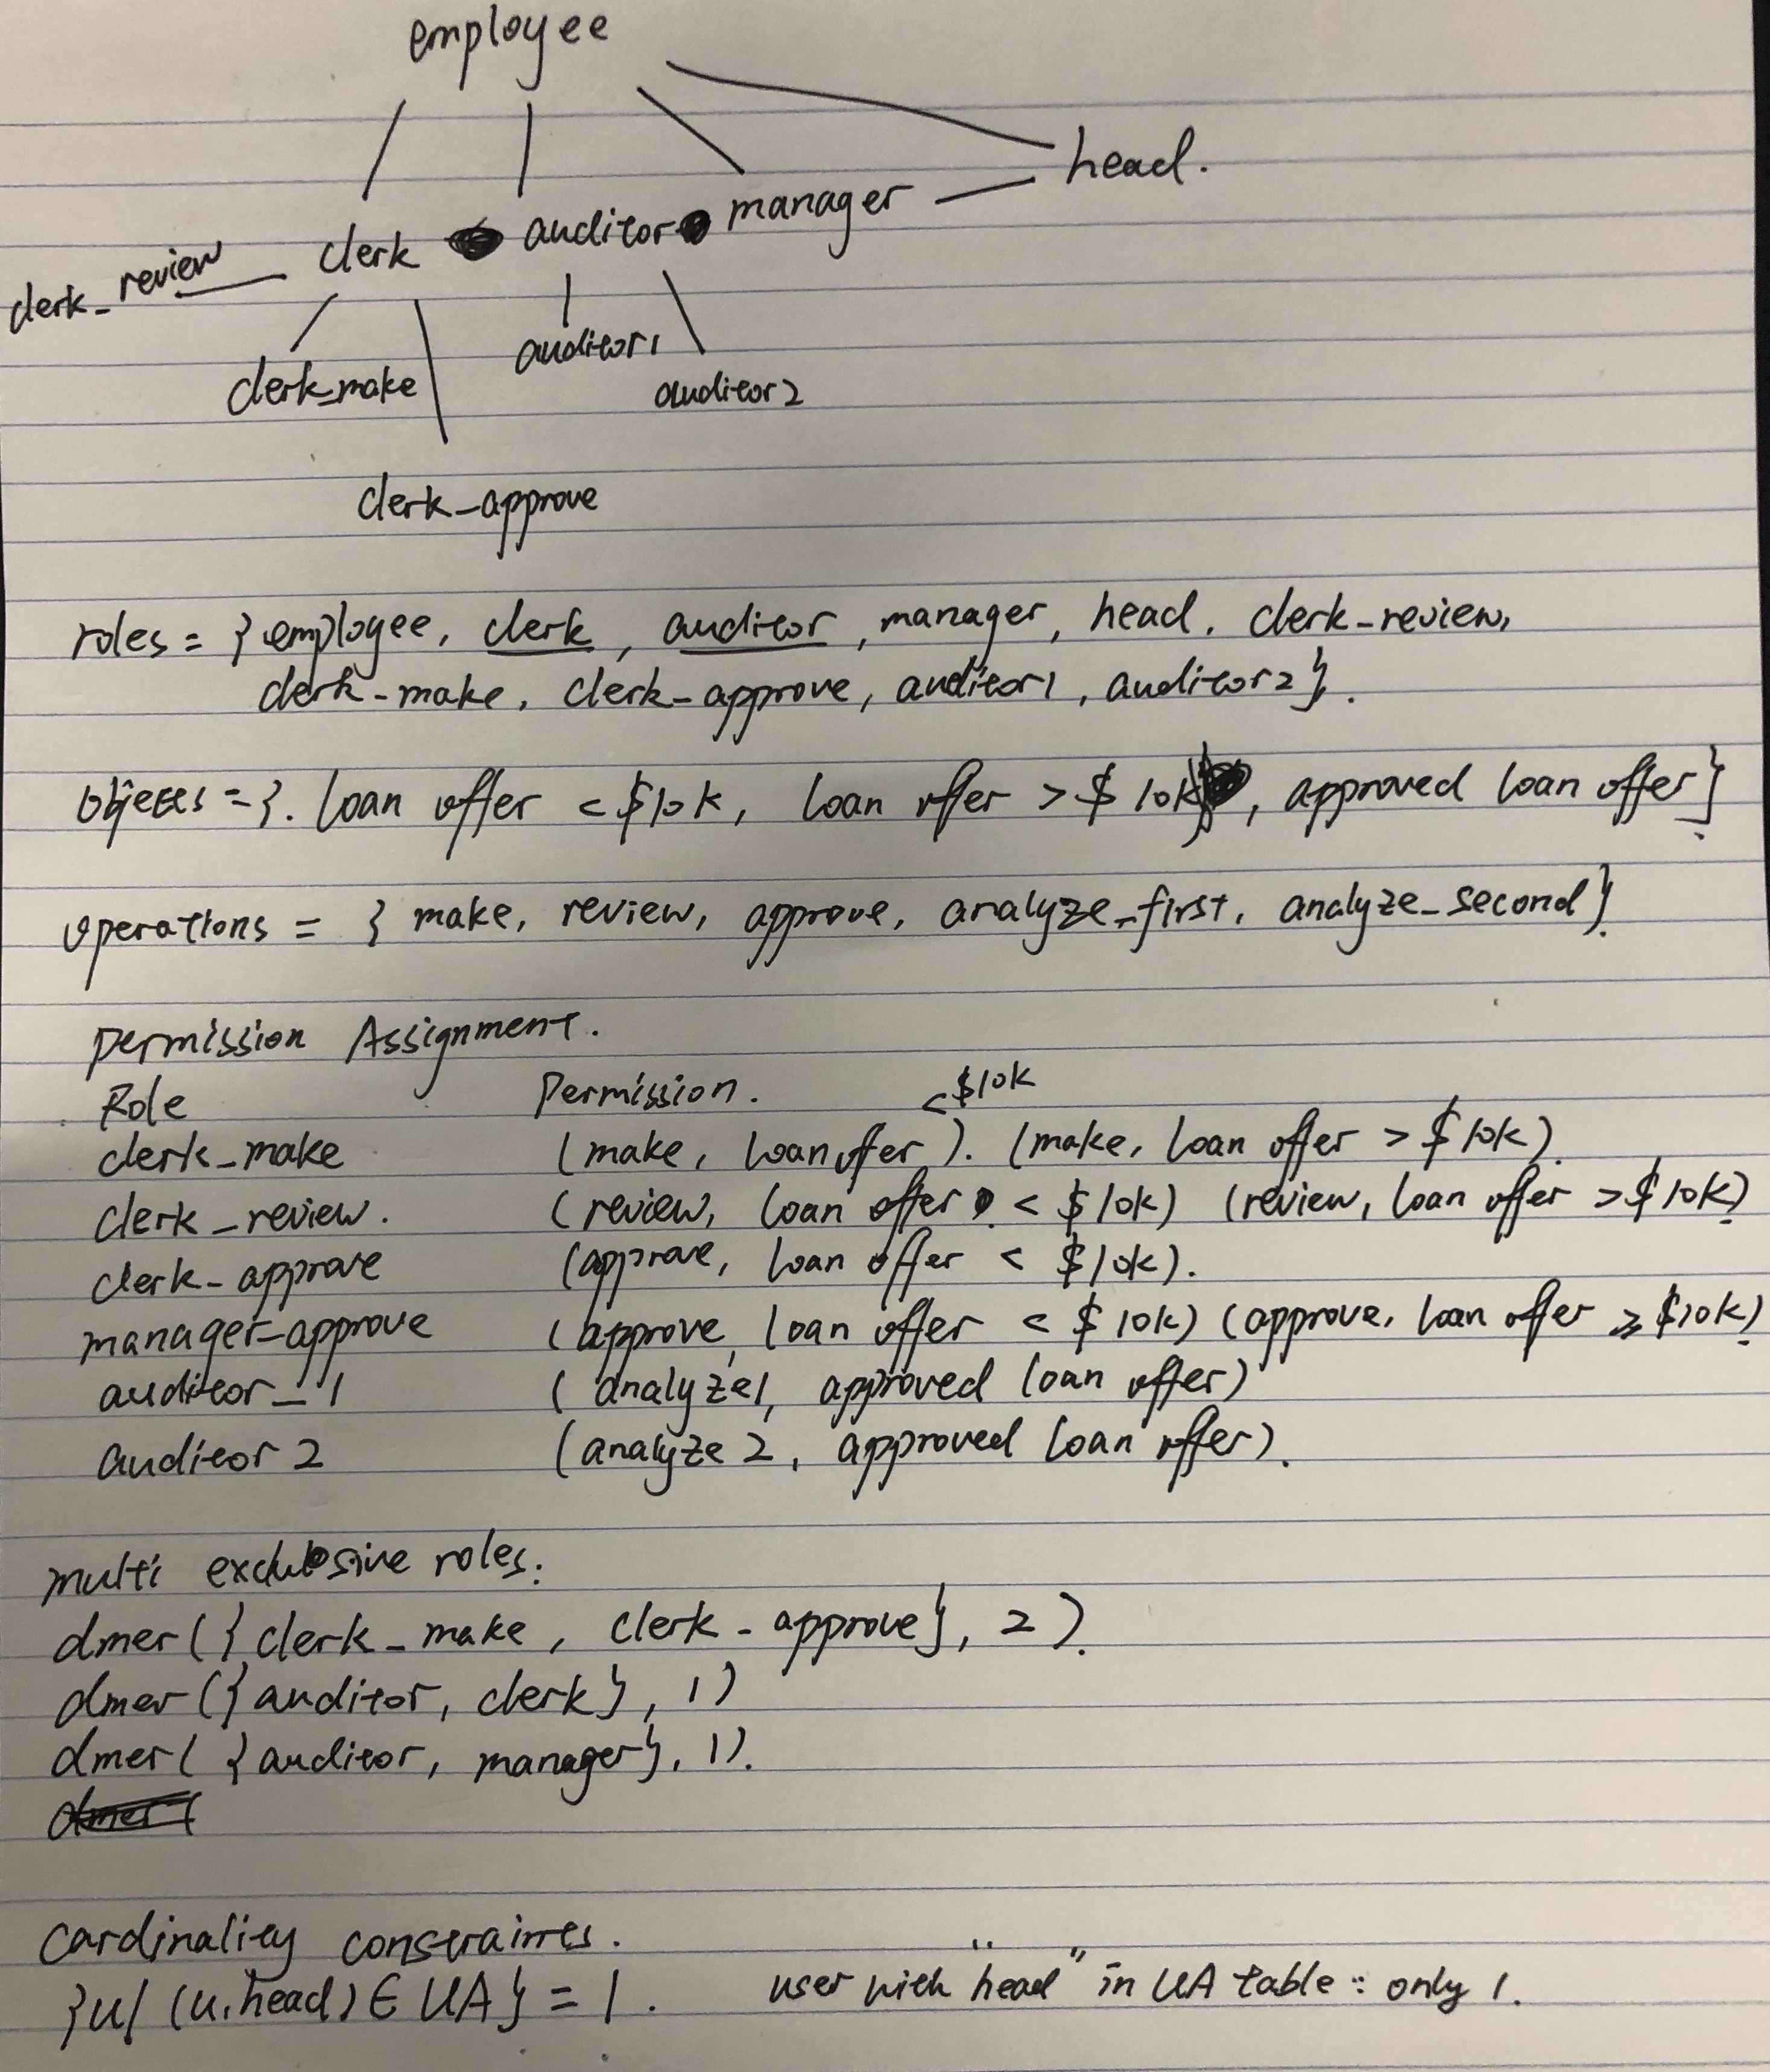 employee
head.
clerk auditor manager
clerk_review
clerk_make auditor1
auditor2
clerk_approve
roles = { employee, clerk, auditor, manager, head, clerk-review,
clerk-make, clerk-approve, auditor1, auditor2}.
objects = {. loan offer < $10k, loan offer > $10k, approved loan offer}.
operations = { make, review, approve, analyze_first, analyze_second}.
Permission Assignment.
Role Permission. < $10k
clerk_make (make, loan offer ). (make, loan offer > $10k).
clerk_review. (review, loan offer < $10k) (review, loan offer > $10k)
clerk-approve (approve, loan offer < $10k).
manager-approve (approve, loan offer < $10k) (approve, loan offer ≥ $10k)
auditor_1 (analyze1, approved loan offer)
auditor 2 (analyze 2, approved loan offer).
multi exclusive roles:
dmer({clerk_make, clerk-approve}, 2).
dmer({auditor, clerk}, 1)
dmer({auditor, manager}, 1).
dmer(
cardinality constraints.
{u/(u,head) ∈ UA} = 1. user with "head" in UA table: only 1.